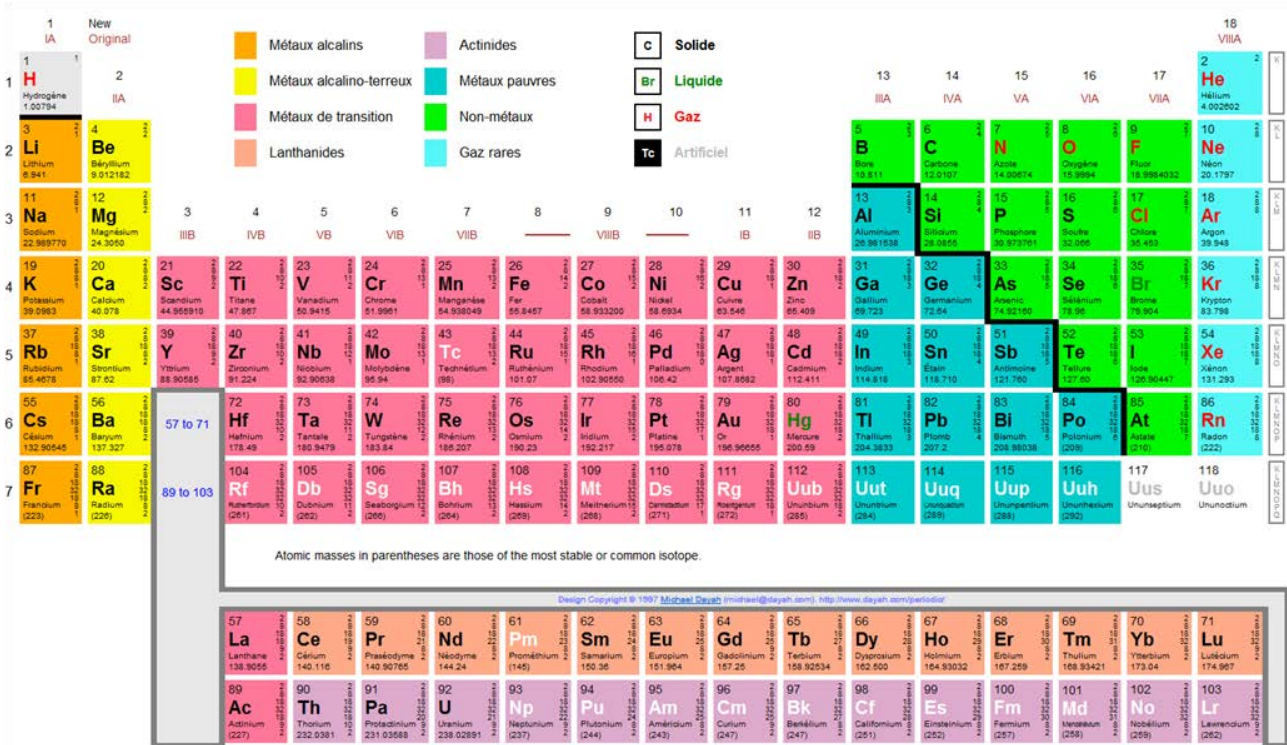 1 New 18
IA Original VIIIA
Métaux alcalins Actinides C Solide
Métaux alcalino-terreux Métaux pauvres Br Liquide
Métaux de transition Non-métaux H Gaz
Lanthanides Gaz rares Tc Artificiel
1 1 1 2 2 2
H He
Hydrogène Hélium
1.00794 4.002602
2 13 14 15 16 17
IIA IIIA IVA VA VIA VIIA
2
3 4 5 6 7 8 9 10
Li Be B C N O F Ne
Lithium Béryllium Bore Carbone Azote Oxygène Fluor Néon
6.941 9.012182 10.811 12.0107 14.00674 15.9994 18.9984032 20.1797
3
11 12 13 14 15 16 17 18
Na Mg Al Si P S Cl Ar
Sodium Magnésium Aluminium Silicium Phosphore Soufre Chlore Argon
22.989770 24.3050 26.981538 28.0855 30.973761 32.066 35.453 39.948
3 4 5 6 7 8 9 10 11 12
IIIB IVB VB VIB VIIB VIIIB IB IIB
4
19 20 21 22 23 24 25 26 27 28 29 30 31 32 33 34 35 36
K Ca Sc Ti V Cr Mn Fe Co Ni Cu Zn Ga Ge As Se Br Kr
Potassium Calcium Scandium Titane Vanadium Chrome Manganèse Fer Cobalt Nickel Cuivre Zinc Gallium Germanium Arsenic Sélénium Brome Krypton
39.0983 40.078 44.955910 47.867 50.9415 51.9961 54.938049 55.8457 58.933200 58.6934 63.546 65.409 69.723 72.64 74.92160 78.96 79.904 83.798
5
37 38 39 40 41 42 43 44 45 46 47 48 49 50 51 52 53 54
Rb Sr Y Zr Nb Mo Tc Ru Rh Pd Ag Cd In Sn Sb Te I Xe
Rubidium Strontium Yttrium Zirconium Niobium Molybdène Technétium Ruthénium Rhodium Palladium Argent Cadmium Indium Étain Antimoine Tellure Iode Xénon
85.4678 87.62 88.90585 91.224 92.90638 95.94 (98) 101.07 102.90550 106.42 107.8682 112.411 114.818 118.710 121.760 127.60 126.90447 131.293
6
55 56 57 to 71 72 73 74 75 76 77 78 79 80 81 82 83 84 85 86
Cs Ba Hf Ta W Re Os Ir Pt Au Hg Tl Pb Bi Po At Rn
Césium Baryum Hafnium Tantale Tungstène Rhénium Osmium Iridium Platine Or Mercure Thallium Plomb Bismuth Polonium Astate Radon
132.90545 137.327 178.49 180.9479 183.84 186.207 190.23 192.217 195.078 196.96655 200.59 204.3833 207.2 208.98038 (209) (210) (222)
7
87 88 89 to 103 104 105 106 107 108 109 110 111 112 113 114 115 116 117 118
Fr Ra Rf Db Sg Bh Hs Mt Ds Rg Uub Uut Uuq Uup Uuh Uus Uuo
Francium Radium Rutherfordium Dubnium Seaborgium Bohrium Hassium Meitnerium Darmstadtium Roentgenium Ununbium Ununtrium Ununquadium Ununpentium Ununhexium Ununseptium Ununoctium
(223) (226) (261) (262) (266) (264) (269) (268) (271) (272) (285) (284) (289) (288) (292)
Atomic masses in parentheses are those of the most stable or common isotope.
Design Copyright © 1997 Michael Dayah (michael@dayah.com). http://www.dayah.com/periodic/
57 58 59 60 61 62 63 64 65 66 67 68 69 70 71
La Ce Pr Nd Pm Sm Eu Gd Tb Dy Ho Er Tm Yb Lu
Lanthane Cérium Praséodyme Néodyme Prométhium Samarium Europium Gadolinium Terbium Dysprosium Holmium Erbium Thulium Ytterbium Lutécium
138.9055 140.116 140.90765 144.24 (145) 150.36 151.964 157.25 158.92534 162.500 164.93032 167.259 168.93421 173.04 174.967
89 90 91 92 93 94 95 96 97 98 99 100 101 102 103
Ac Th Pa U Np Pu Am Cm Bk Cf Es Fm Md No Lr
Actinium Thorium Protactinium Uranium Neptunium Plutonium Américium Curium Berkélium Californium Einsteinium Fermium Mendélévium Nobélium Lawrencium
(227) 232.0381 231.03588 238.02891 (237) (244) (243) (247) (247) (251) (252) (257) (258) (259) (262)